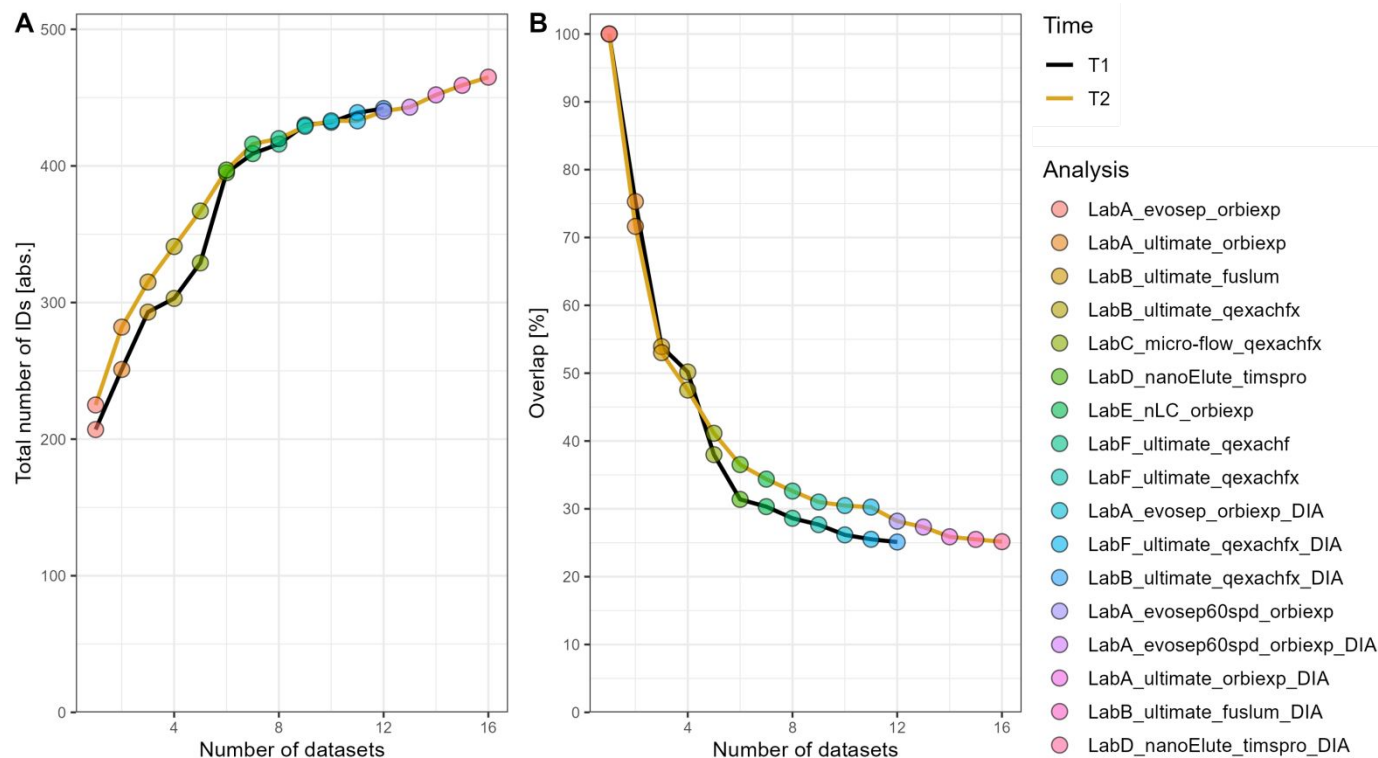 A
Total number of IDs [abs.]
500
400
300
200
100
0
4
8
12
16
Number of datasets
B
Overlap [%]
100
90
80
70
60
50
40
30
20
10
0
4
8
12
16
Number of datasets
Time
T1
T2
Analysis
LabA_evosep_orbiexp
LabA_ultimate_orbiexp
LabB_ultimate_fuslum
LabB_ultimate_qexachfx
LabC_micro-flow_qexachfx
LabD_nanoElute_timspro
LabE_nLC_orbiexp
LabF_ultimate_qexachf
LabF_ultimate_qexachfx
LabA_evosep_orbiexp_DIA
LabF_ultimate_qexachfx_DIA
LabB_ultimate_qexachfx_DIA
LabA_evosep60spd_orbiexp
LabA_evosep60spd_orbiexp_DIA
LabA_ultimate_orbiexp_DIA
LabB_ultimate_fuslum_DIA
LabD_nanoElute_timspro_DIA